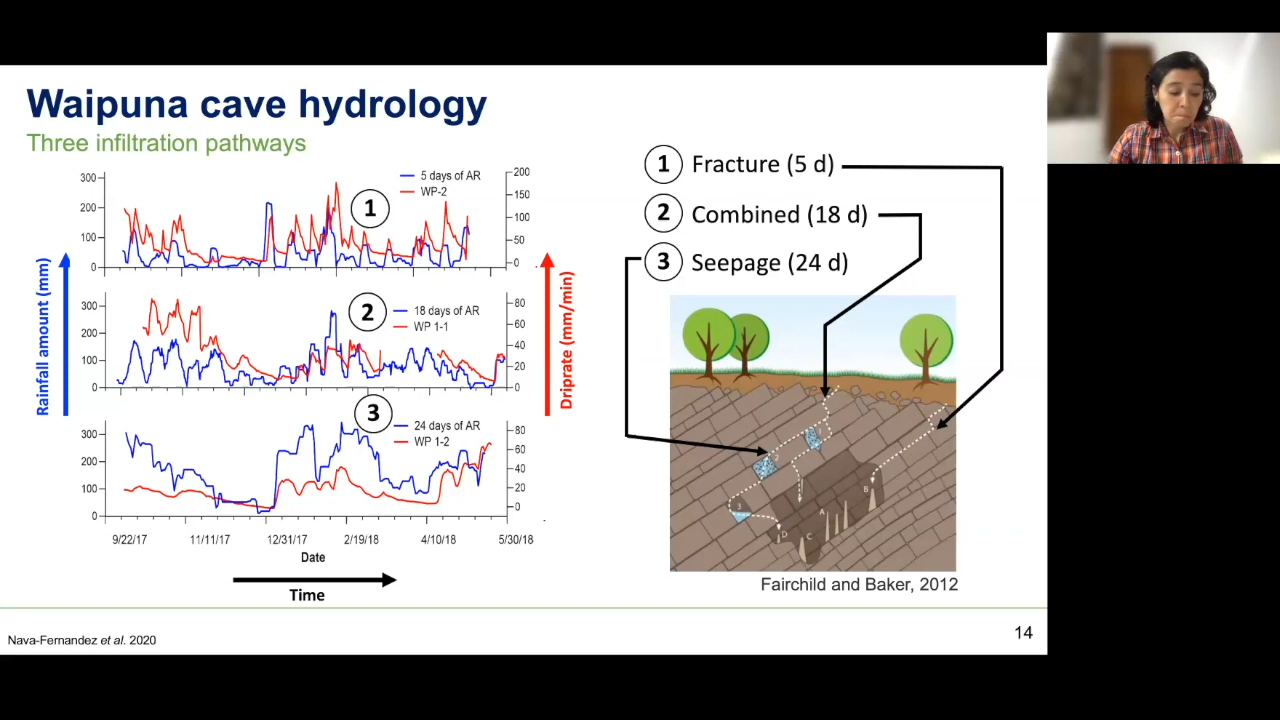 Waipuna cave hydrology
Three infiltration pathways
Rainfall amount (mm)
300
200
100
0
5 days of AR
WP-2
1
200
150
100
50
0
300
200
100
0
18 days of AR
WP 1-1
2
80
60
40
20
0
300
200
100
0
24 days of AR
WP 1-2
3
80
60
40
20
0
Driprate (mm/min)
9/22/17 11/11/17 12/31/17 2/19/18 4/10/18 5/30/18
Date
Time
1 Fracture (5 d)
2 Combined (18 d)
3 Seepage (24 d)
2
1
3
A
B
C
D
Fairchild and Baker, 2012
Nava-Fernandez et al. 2020
14